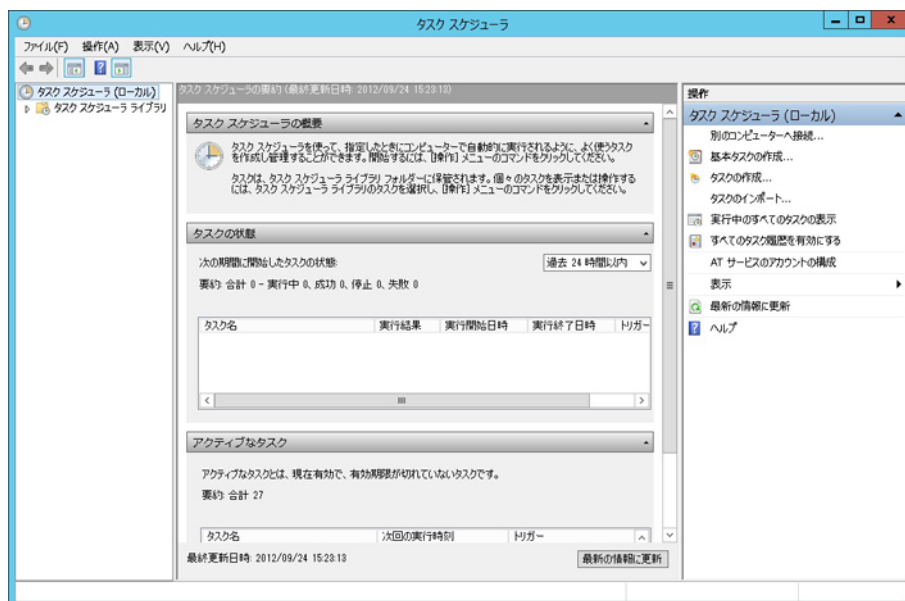 タスク スケジューラ
ファイル(F) 操作(A) 表示(V) ヘルプ(H)
タスク スケジューラ (ローカル)
タスク スケジューラ ライブラリ
タスク スケジューラの要約 (最終更新日時: 2012/09/24 15:23:13)
タスク スケジューラの概要
タスク スケジューラを使って、指定したときにコンピューターで自動的に実行されるように、よく使うタスク
を作成し管理することができます。開始するには、[操作] メニューのコマンドをクリックしてください。
タスクは、タスク スケジューラ ライブラリ フォルダーに保管されます。個々のタスクを表示または操作する
には、タスク スケジューラ ライブラリのタスクを選択し、[操作] メニューのコマンドをクリックしてください。
タスクの状態
次の期間に開始したタスクの状態:
過去 24 時間以内
要約: 合計 0 - 実行中 0、成功 0、停止 0、失敗 0
タスク名 実行結果 実行開始日時 実行終了日時 トリガー
アクティブなタスク
アクティブなタスクとは、現在有効で、有効期限が切れていないタスクです。
要約: 合計 27
タスク名 次回の実行時刻 トリガー
最終更新日時: 2012/09/24 15:23:13
最新の情報に更新
操作
タスク スケジューラ (ローカル)
別のコンピューターへ接続...
基本タスクの作成...
タスクの作成...
タスクのインポート...
実行中のすべてのタスクの表示
すべてのタスク履歴を有効にする
AT サービスのアカウントの構成
表示
最新の情報に更新
ヘルプ